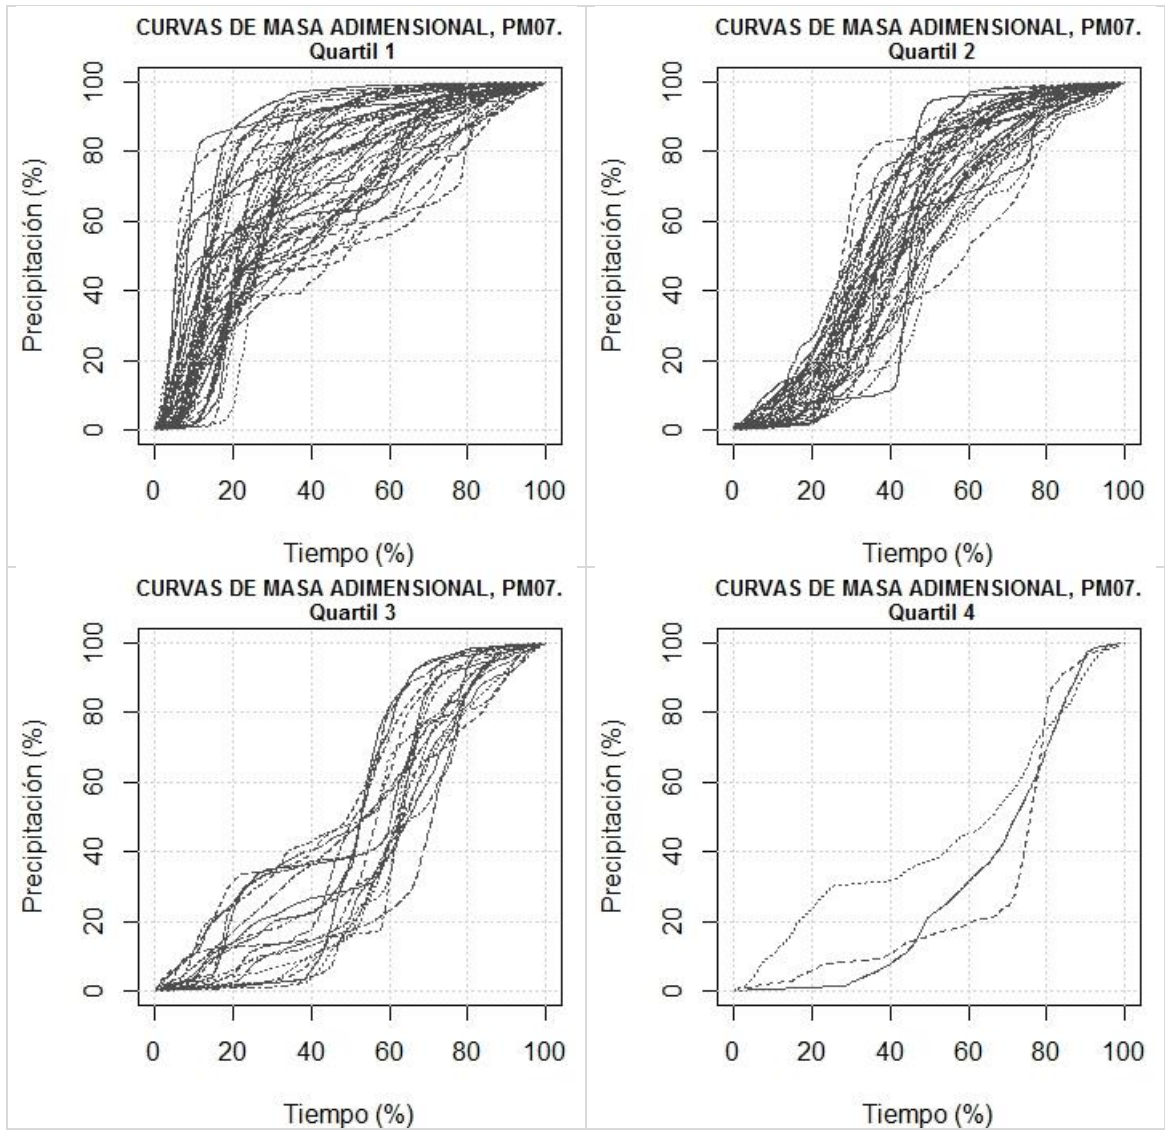 CURVAS DE MASA ADIMENSIONAL, PM07.
Quartil 1
Precipitación (%)
100
80
60
40
20
0
0 20 40 60 80 100
Tiempo (%)
CURVAS DE MASA ADIMENSIONAL, PM07.
Quartil 2
Precipitación (%)
100
80
60
40
20
0
0 20 40 60 80 100
Tiempo (%)
CURVAS DE MASA ADIMENSIONAL, PM07.
Quartil 3
Precipitación (%)
100
80
60
40
20
0
0 20 40 60 80 100
Tiempo (%)
CURVAS DE MASA ADIMENSIONAL, PM07.
Quartil 4
Precipitación (%)
100
80
60
40
20
0
0 20 40 60 80 100
Tiempo (%)